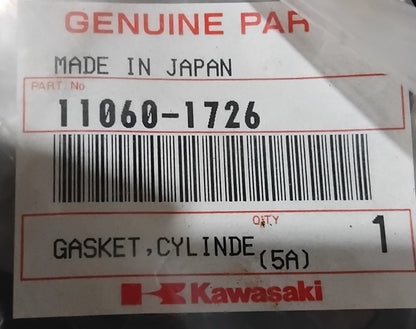 GENUINE PAR
MADE IN JAPAN
PART. No
11060-1726
Q'TY
GASKET,CYLINDE (5A) 1
Kawasaki